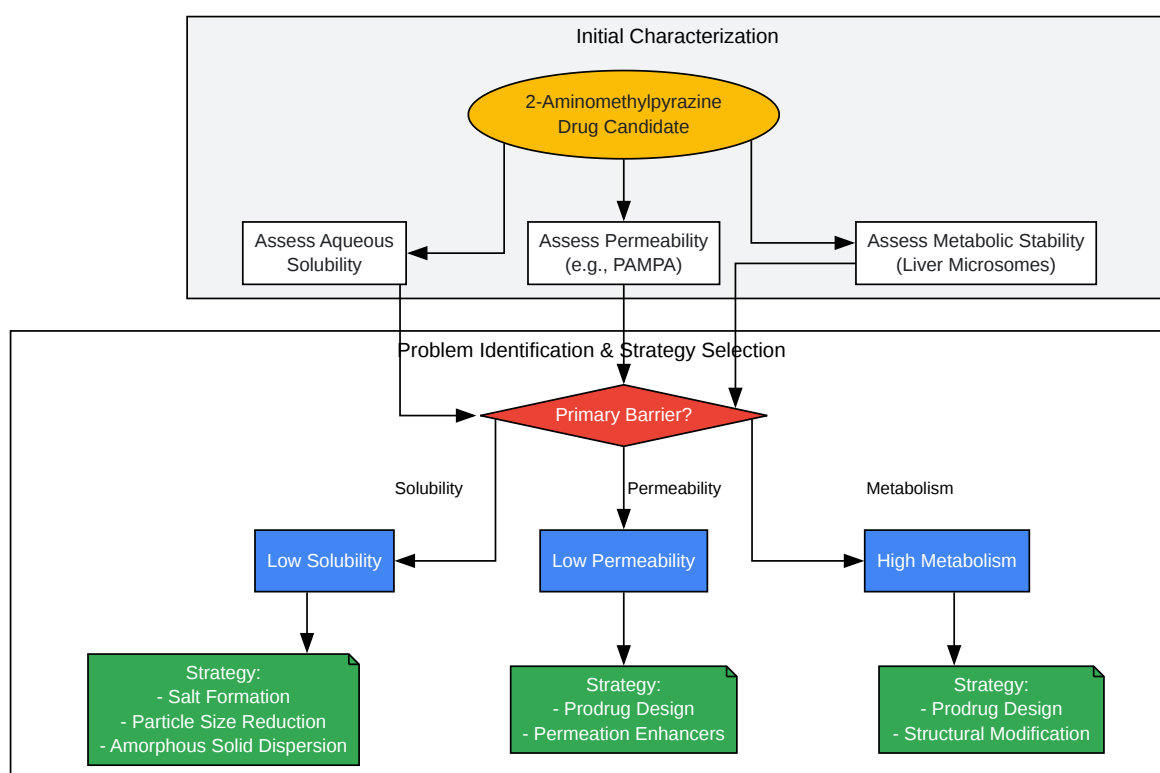 Initial Characterization
2-Aminomethylpyrazine
Drug Candidate
Assess Aqueous
Solubility
Assess Permeability
(e.g., PAMPA)
Assess Metabolic Stability
(Liver Microsomes)
Problem Identification & Strategy Selection
Primary Barrier?
Solubility
Permeability
Metabolism
Low Solubility
Low Permeability
High Metabolism
Strategy:
- Salt Formation
- Particle Size Reduction
- Amorphous Solid Dispersion
Strategy:
- Prodrug Design
- Permeation Enhancers
Strategy:
- Prodrug Design
- Structural Modification